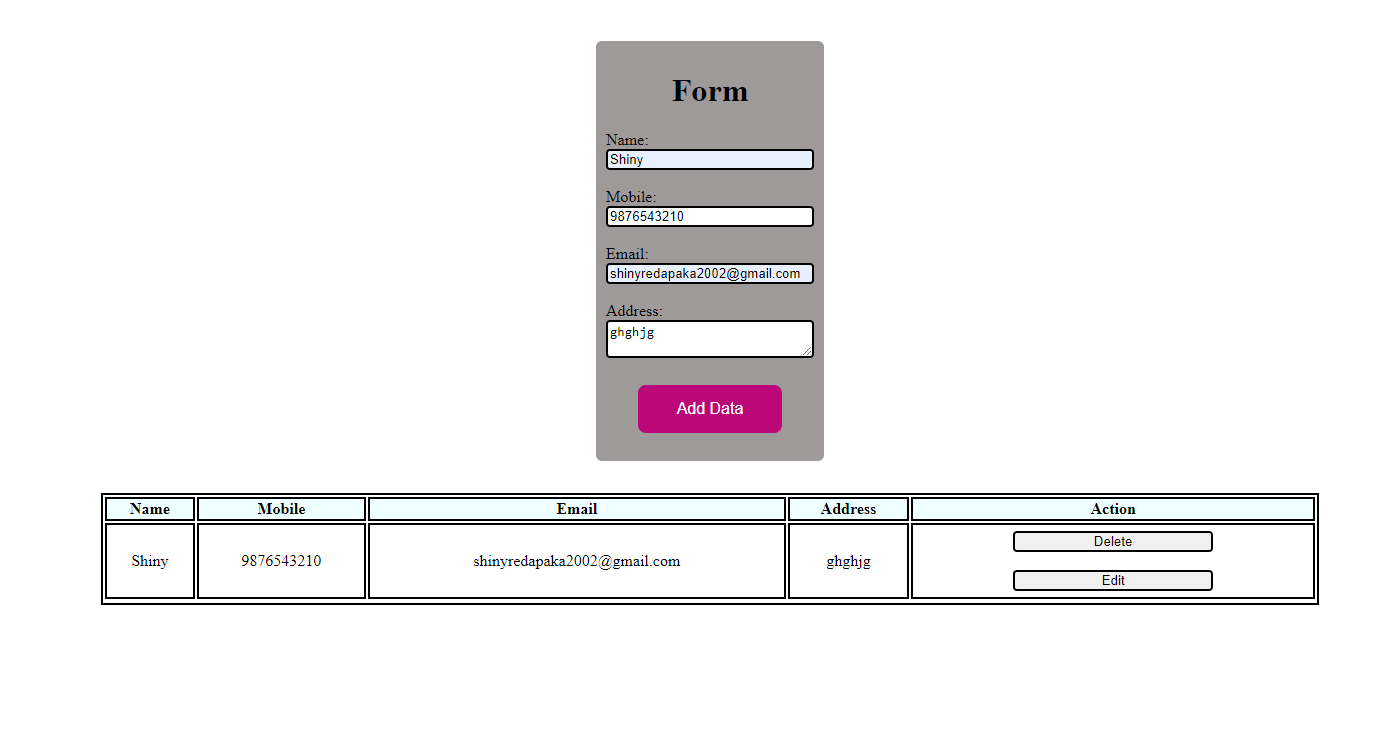 Form
Name:
Shiny
Mobile:
9876543210
Email:
shinyredapaka2002@gmail.com
Address:
ghghjg
Add Data
Name Mobile Email Address Action
Shiny 9876543210 shinyredapaka2002@gmail.com ghghjg Delete
Edit